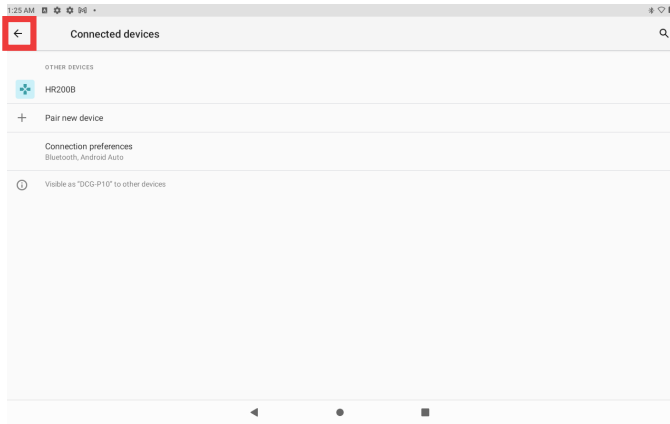 1:25 AM
Connected devices
OTHER DEVICES
HR200B
Pair new device
Connection preferences
Bluetooth, Android Auto
Visible as "DCG-P10" to other devices